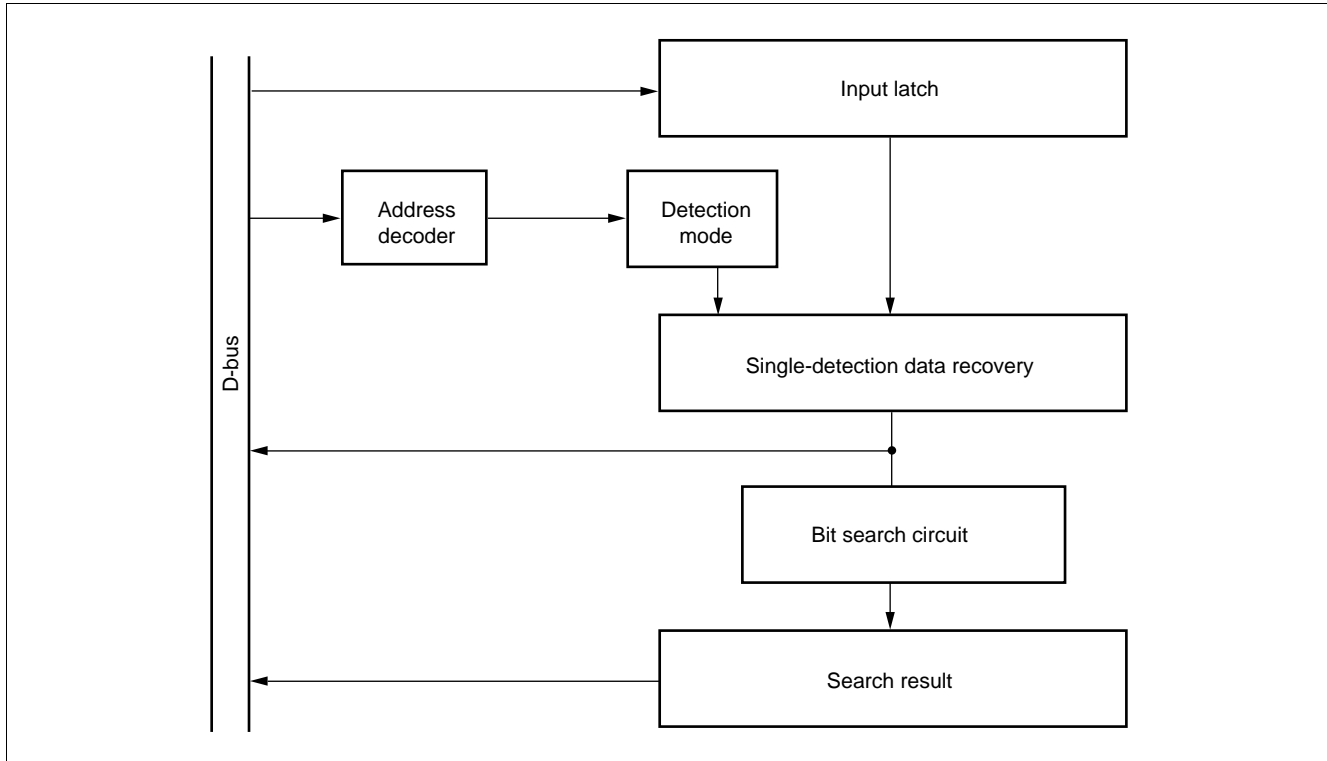 Input latch
Address
decoder
Detection
mode
D-bus
Single-detection data recovery
Bit search circuit
Search result